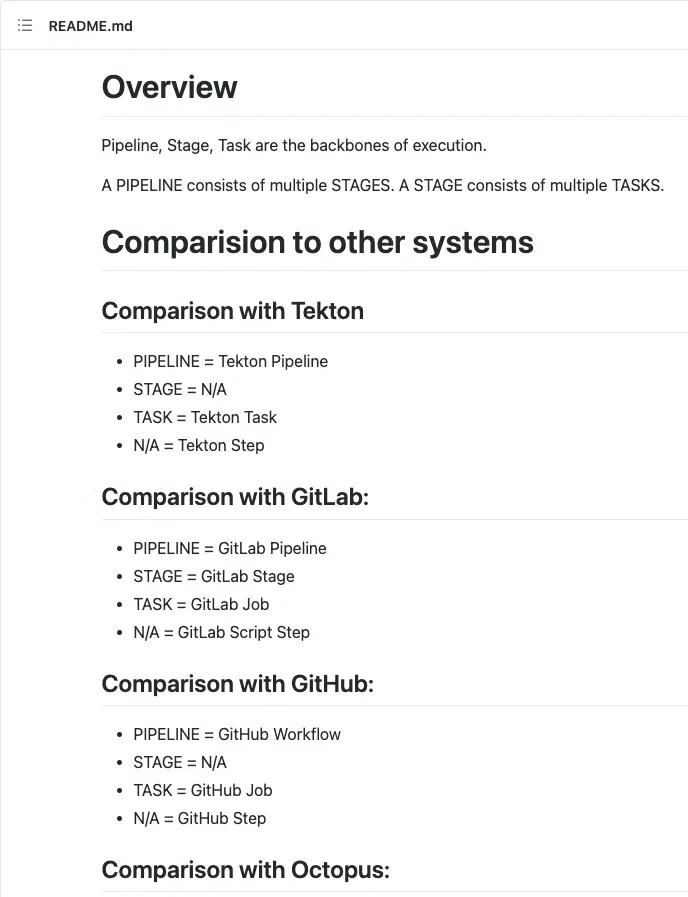 README.md
Overview
Pipeline, Stage, Task are the backbones of execution.
A PIPELINE consists of multiple STAGES. A STAGE consists of multiple TASKS.
Comparision to other systems
Comparison with Tekton
• PIPELINE = Tekton Pipeline
• STAGE = N/A
• TASK = Tekton Task
• N/A = Tekton Step
Comparison with GitLab:
• PIPELINE = GitLab Pipeline
• STAGE = GitLab Stage
• TASK = GitLab Job
• N/A = GitLab Script Step
Comparison with GitHub:
• PIPELINE = GitHub Workflow
• STAGE = N/A
• TASK = GitHub Job
• N/A = GitHub Step
Comparison with Octopus: